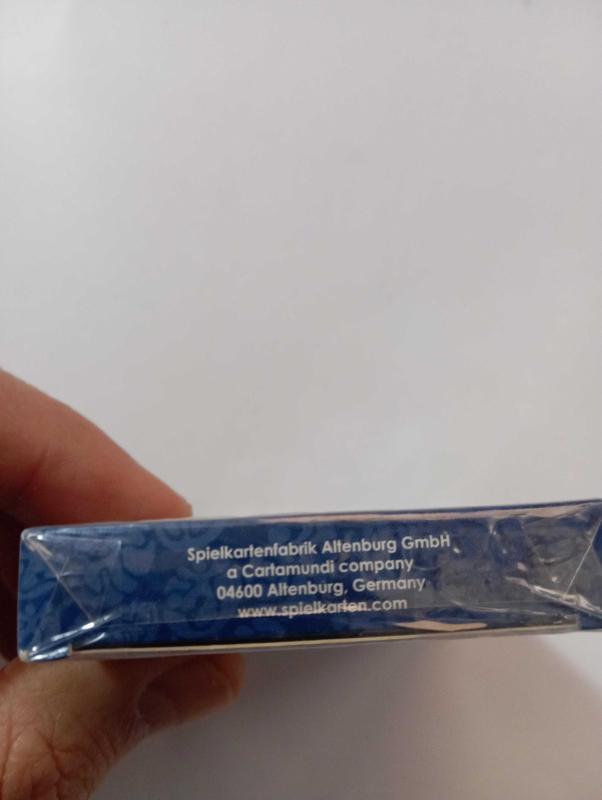 Spielkartenfabrik Altenburg GmbH
a Cartamundi company
04600 Altenburg, Germany
www.spielkarten.com